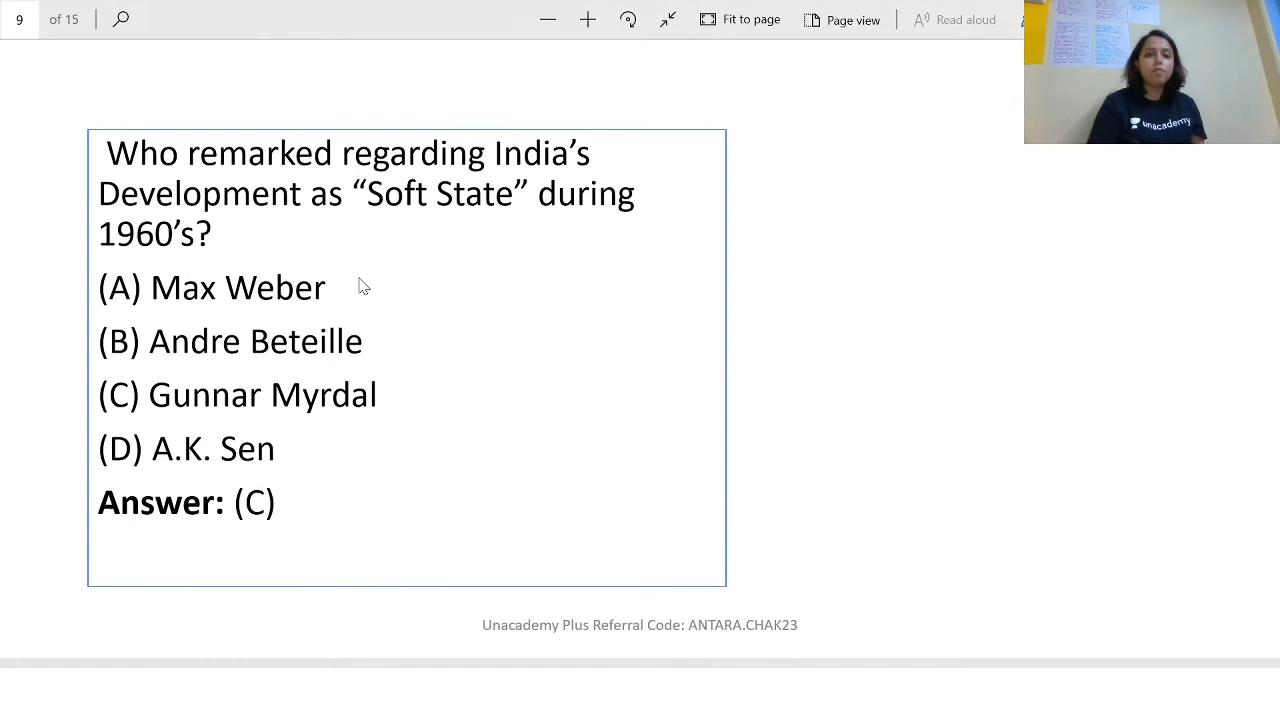 9 of 15 Fit to page Page view Read aloud
unacademy
Who remarked regarding India’s
Development as “Soft State” during
1960’s?
(A) Max Weber
(B) Andre Beteille
(C) Gunnar Myrdal
(D) A.K. Sen
Answer: (C)
Unacademy Plus Referral Code: ANTARA.CHAK23